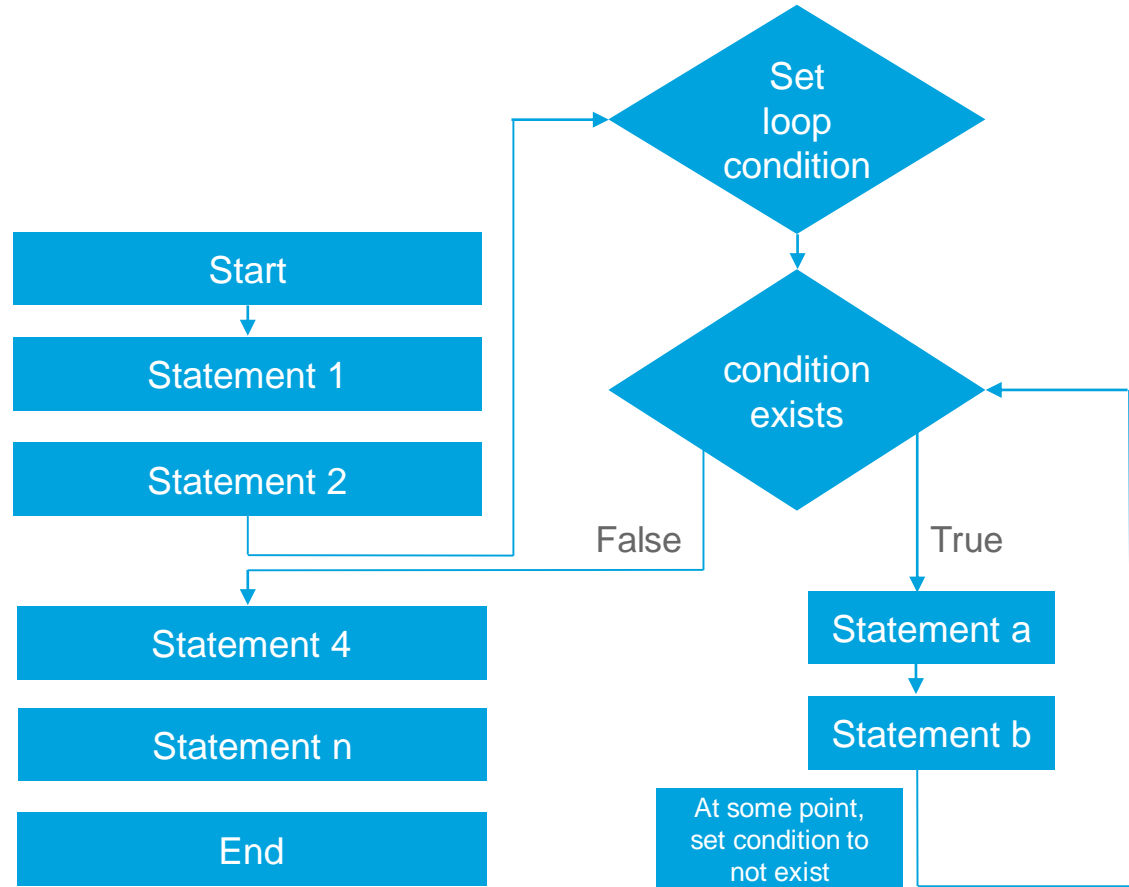 Set
loop
condition
Start
Statement 1
condition
exists
Statement 2
False
True
Statement 4
Statement a
Statement n
Statement b
At some point,
set condition to
not exist
End